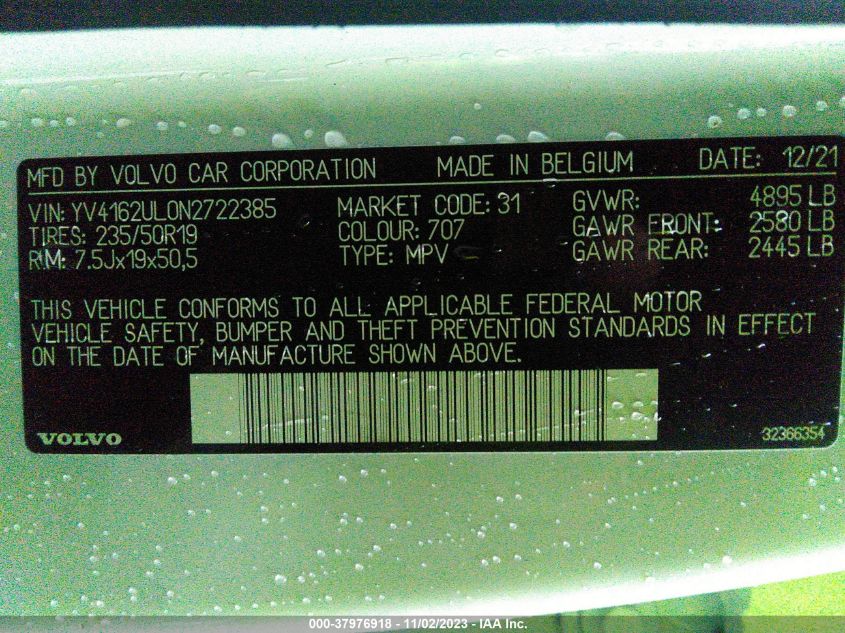 MFD BY VOLVO CAR CORPORATION MADE IN BELGIUM DATE: 12/21
VIN: YV4162UL0N2722385 MARKET CODE: 31 GVWR: 4895 LB
TIRES: 235/50R19 COLOUR: 707 GAWR FRONT: 2580 LB
RIM: 7.5Jx19x50,5 TYPE: MPV GAWR REAR: 2445 LB
THIS VEHICLE CONFORMS TO ALL APPLICABLE FEDERAL MOTOR
VEHICLE SAFETY, BUMPER AND THEFT PREVENTION STANDARDS IN EFFECT
ON THE DATE OF MANUFACTURE SHOWN ABOVE.
VOLVO 32366354
000-37976918 - 11/02/2023 - IAA Inc.